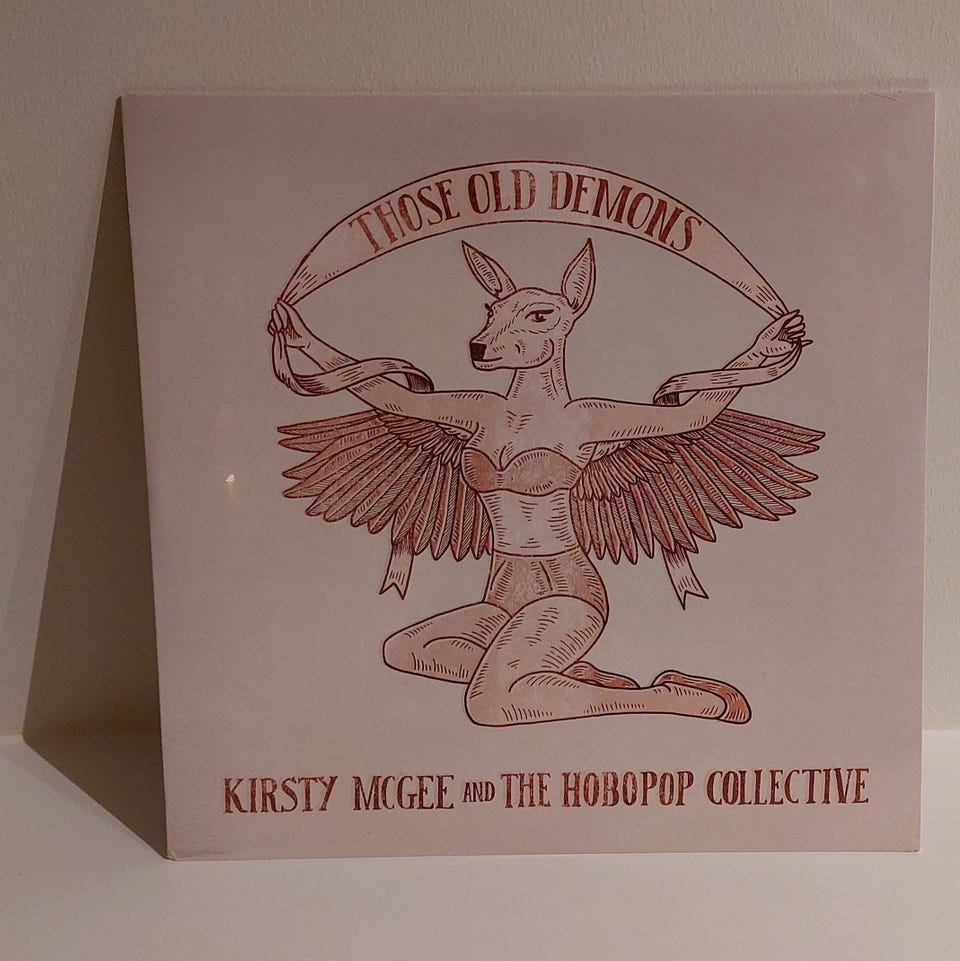 THOSE OLD DEMONS
KIRSTY MCGEE AND THE HOBOPOP COLLECTIVE